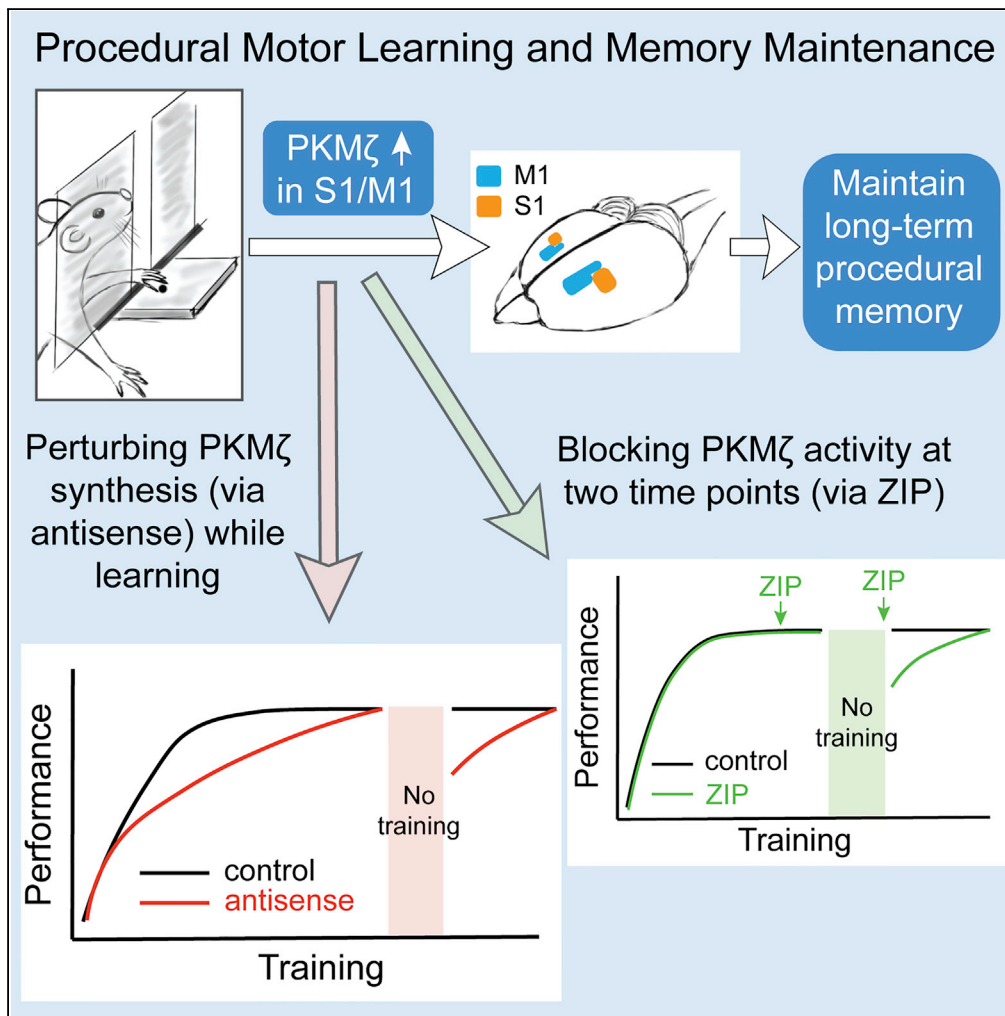 Procedural Motor Learning and Memory Maintenance
PKMζ ↑
in S1/M1
M1
S1
Maintain
long-term
procedural
memory
Perturbing PKMζ
synthesis (via
antisense) while
learning
Blocking PKMζ activity at
two time points (via ZIP)
Performance
No
training
control
antisense
Training
ZIP
ZIP
Performance
No
training
control
ZIP
Training